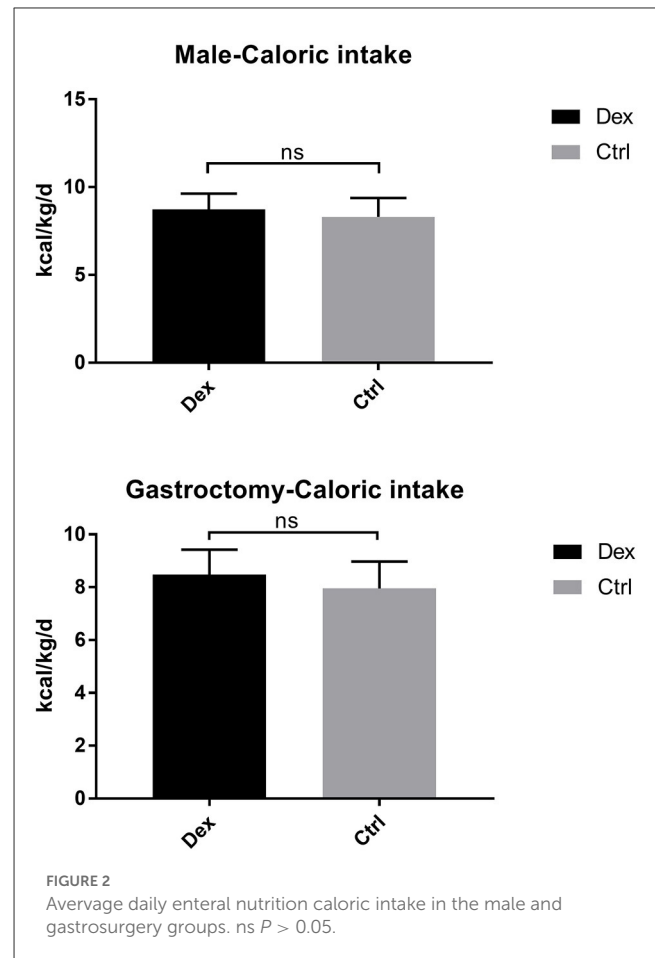 Male-Caloric intake
15
10
5
0
kcal/kg/d
ns
Dex
Ctrl
Dex
Ctrl
Gastroctomy-Caloric intake
10
8
6
4
2
0
kcal/kg/d
ns
Dex
Ctrl
Dex
Ctrl
FIGURE 2
Avervage daily enteral nutrition caloric intake in the male and
gastrosurgery groups. ns P > 0.05.